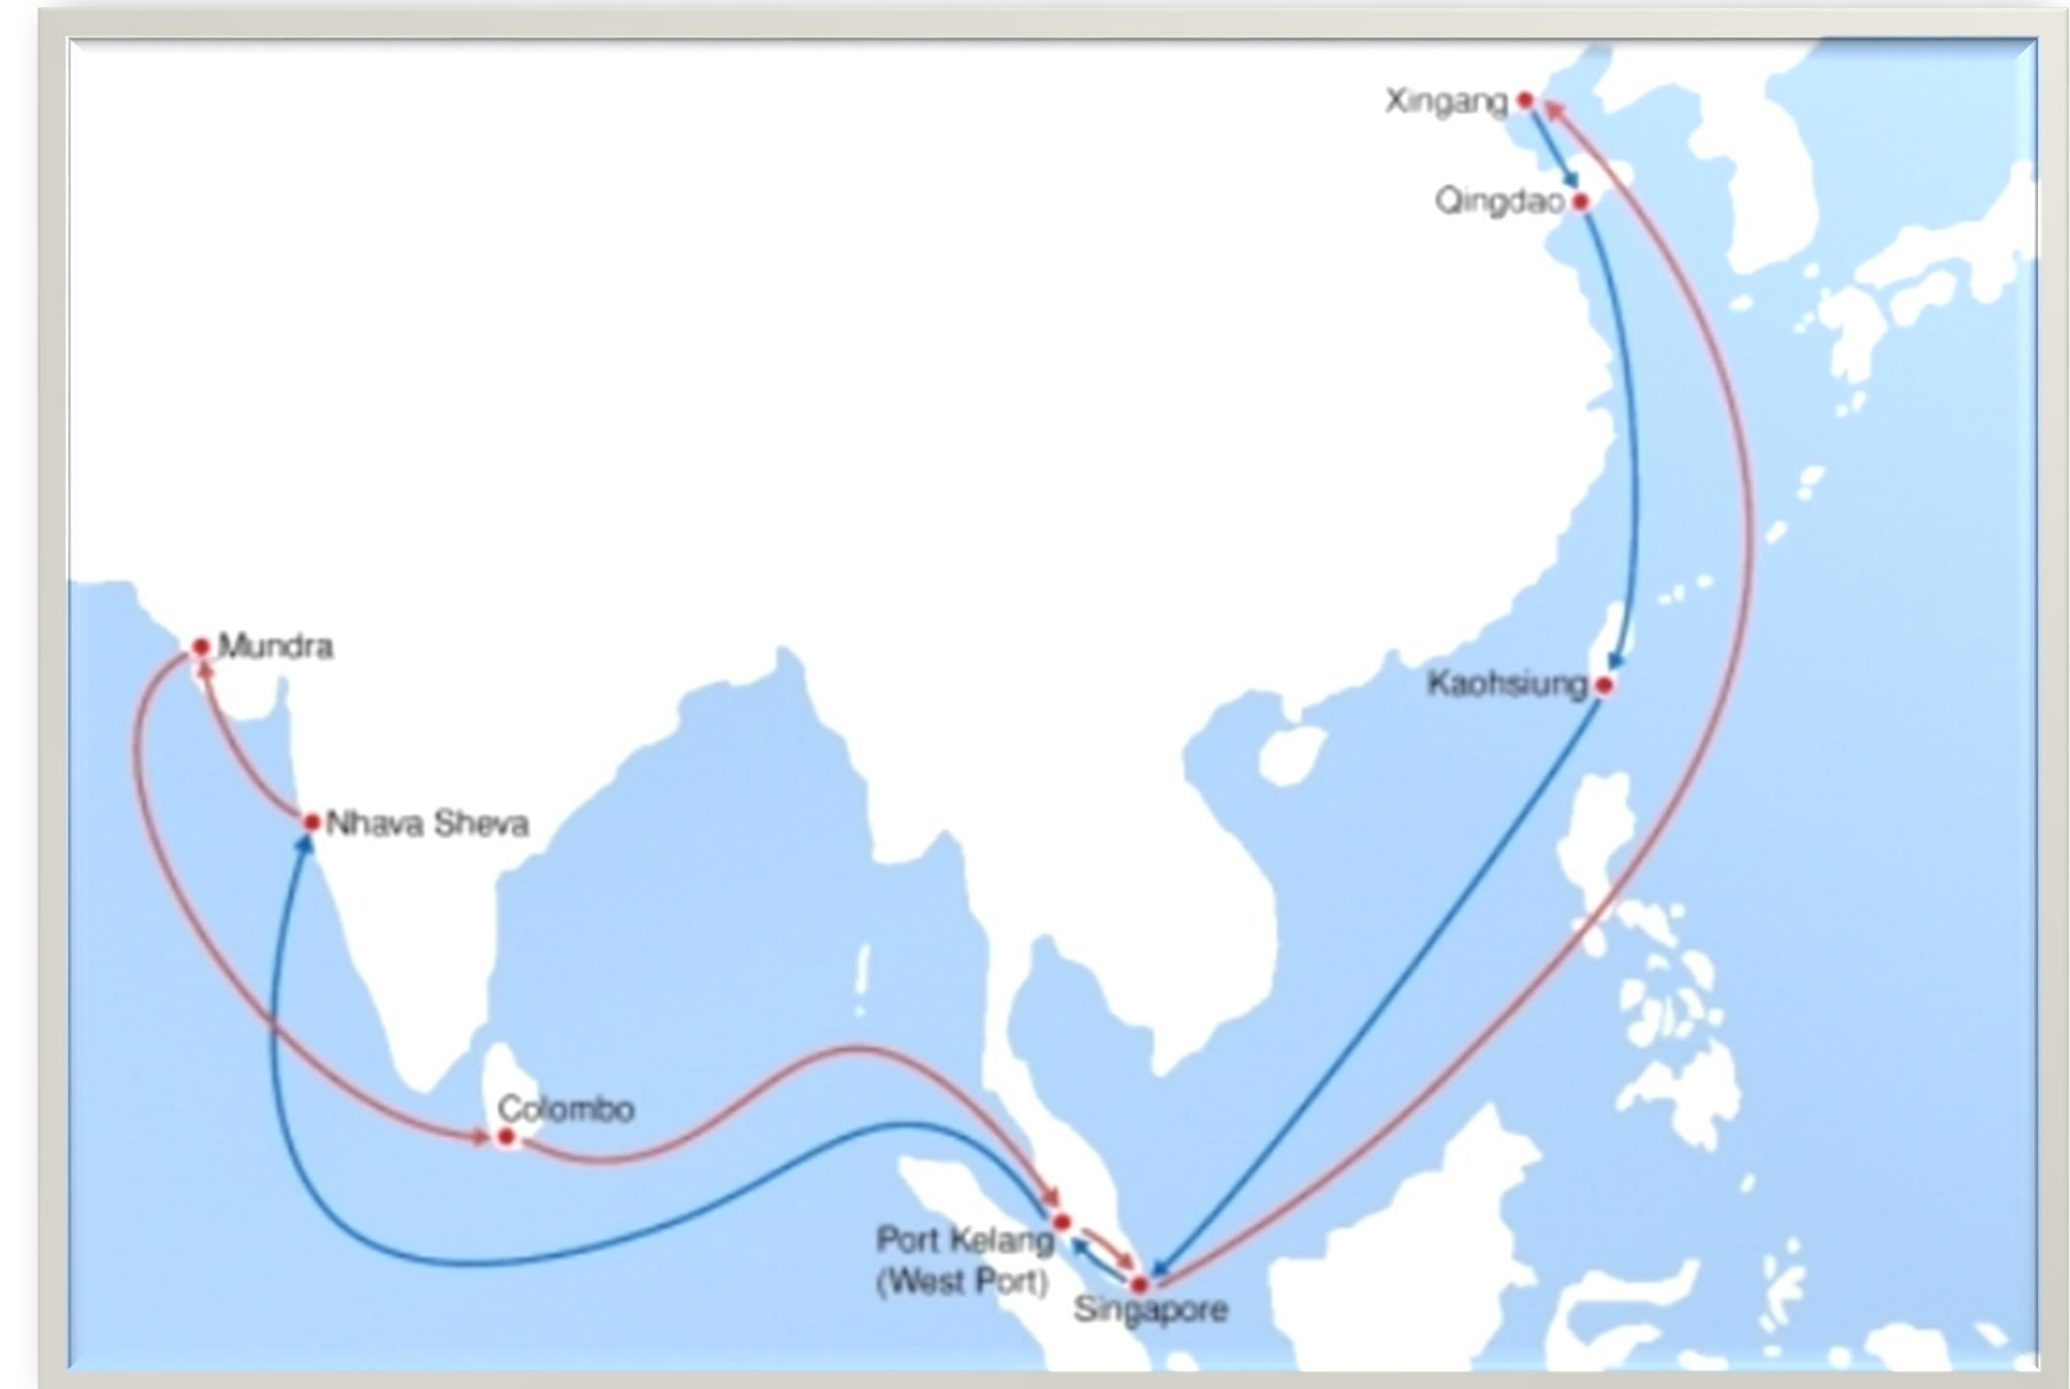 Xingang
Qingdao
Mundra
Kaohsiung
Nhava Sheva
Colombo
Port Kelang
(West Port)
Singapore